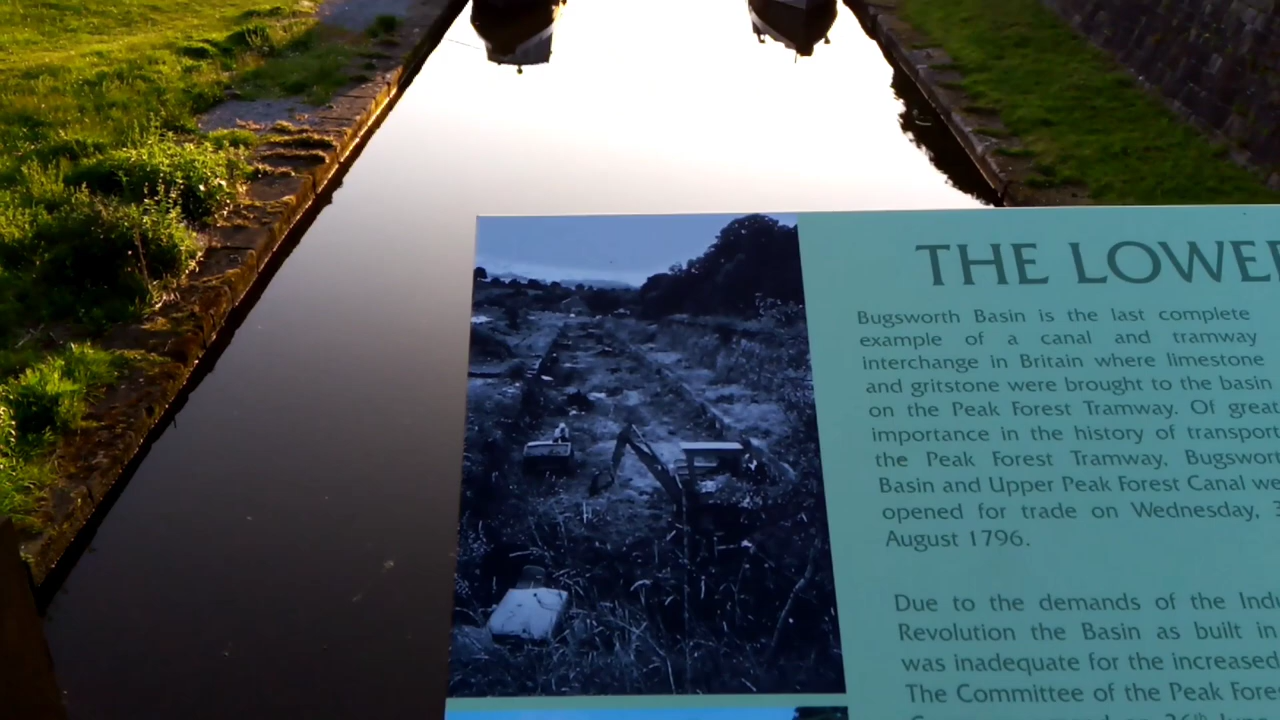 THE LOWE
Bugsworth Basin is the last complete
example of a canal and tramway
interchange in Britain where limestone
and gritstone were brought to the basin
on the Peak Forest Tramway. Of great
importance in the history of transport
the Peak Forest Tramway, Bugswort
Basin and Upper Peak Forest Canal we
opened for trade on Wednesday, 3
August 1796.
Due to the demands of the Indu
Revolution the Basin as built in
was inadequate for the increased
The Committee of the Peak Fore